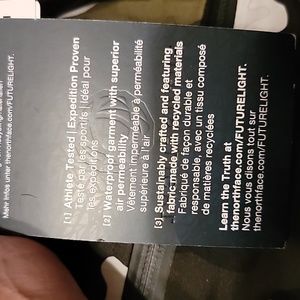 Mehr Infos unter thenorthface.com/FUTURELIGHT.
[1] Athlete Tested | Expedition Proven
Testé par les sportifs | Idéal pour
les expéditions
[2] Waterproof garment with superior
air permeability
Vêtement imperméable à perméabilité
supérieure à l'air
[3] Sustainably crafted and featuring
fabric made with recycled materials
Fabriqué de façon durable et
responsable, avec un tissu composé
de matières recyclées
Learn the Truth at
thenorthface.com/FUTURELIGHT.
Nous vous disons tout sur
thenorthface.com/FUTURELIGHT.